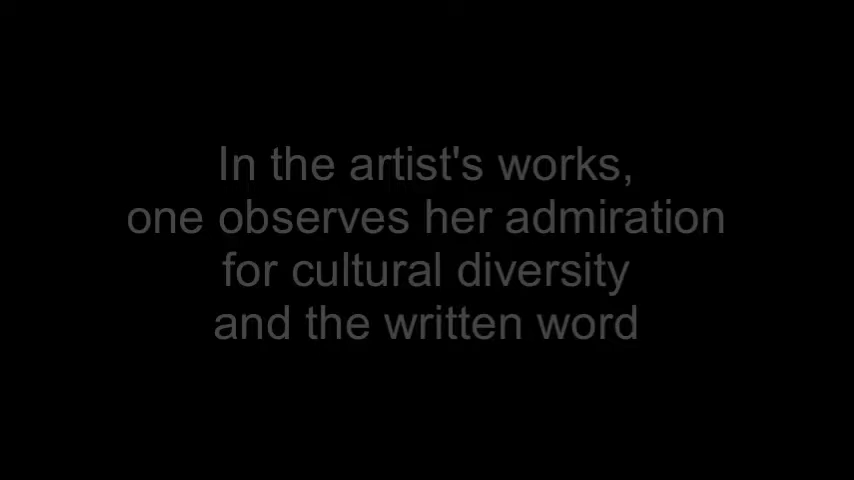 In the artist's works,
one observes her admiration
for cultural diversity
and the written word